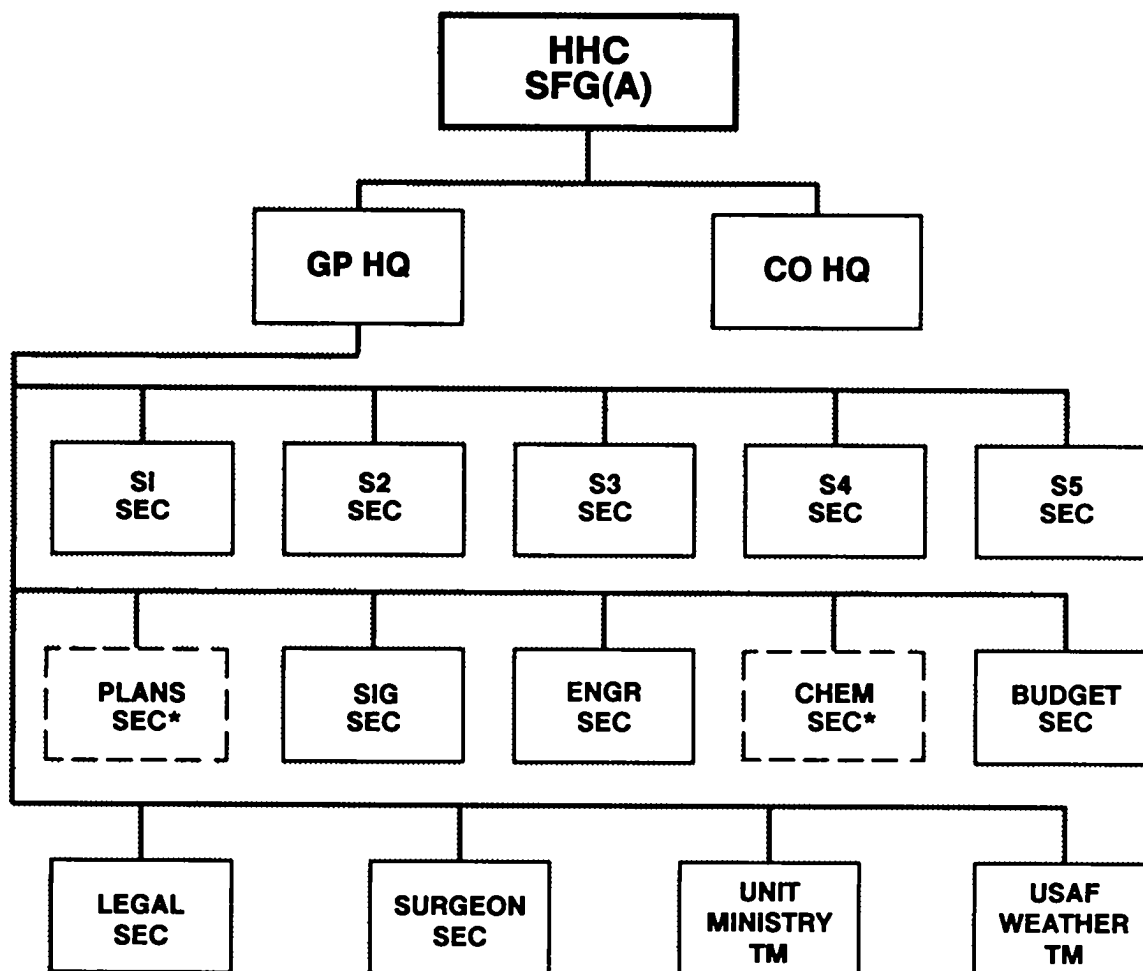 HHC
SFG(A)
GP HQ
CO HQ
SI
SEC
S2
SEC
S3
SEC
S4
SEC
S5
SEC
PLANS
SEC*
SIG
SEC
ENGR
SEC
CHEM
SEC*
BUDGET
SEC
LEGAL
SEC
SURGEON
SEC
UNIT
MINISTRY
TM
USAF
WEATHER
TM